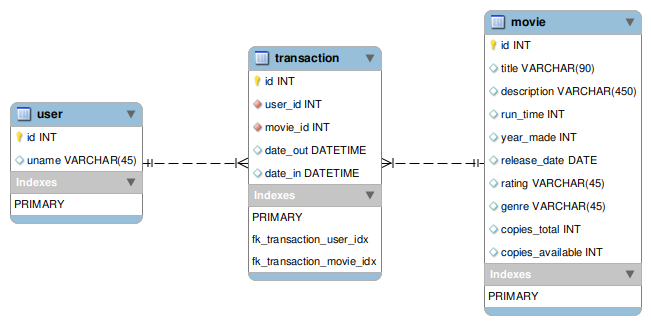 user
id INT
uname VARCHAR(45)
Indexes
PRIMARY
transaction
id INT
user_id INT
movie_id INT
date_out DATETIME
date_in DATETIME
Indexes
PRIMARY
fk_transaction_user_idx
fk_transaction_movie_idx
movie
id INT
title VARCHAR(90)
description VARCHAR(450)
run_time INT
year_made INT
release_date DATE
rating VARCHAR(45)
genre VARCHAR(45)
copies_total INT
copies_available INT
Indexes
PRIMARY